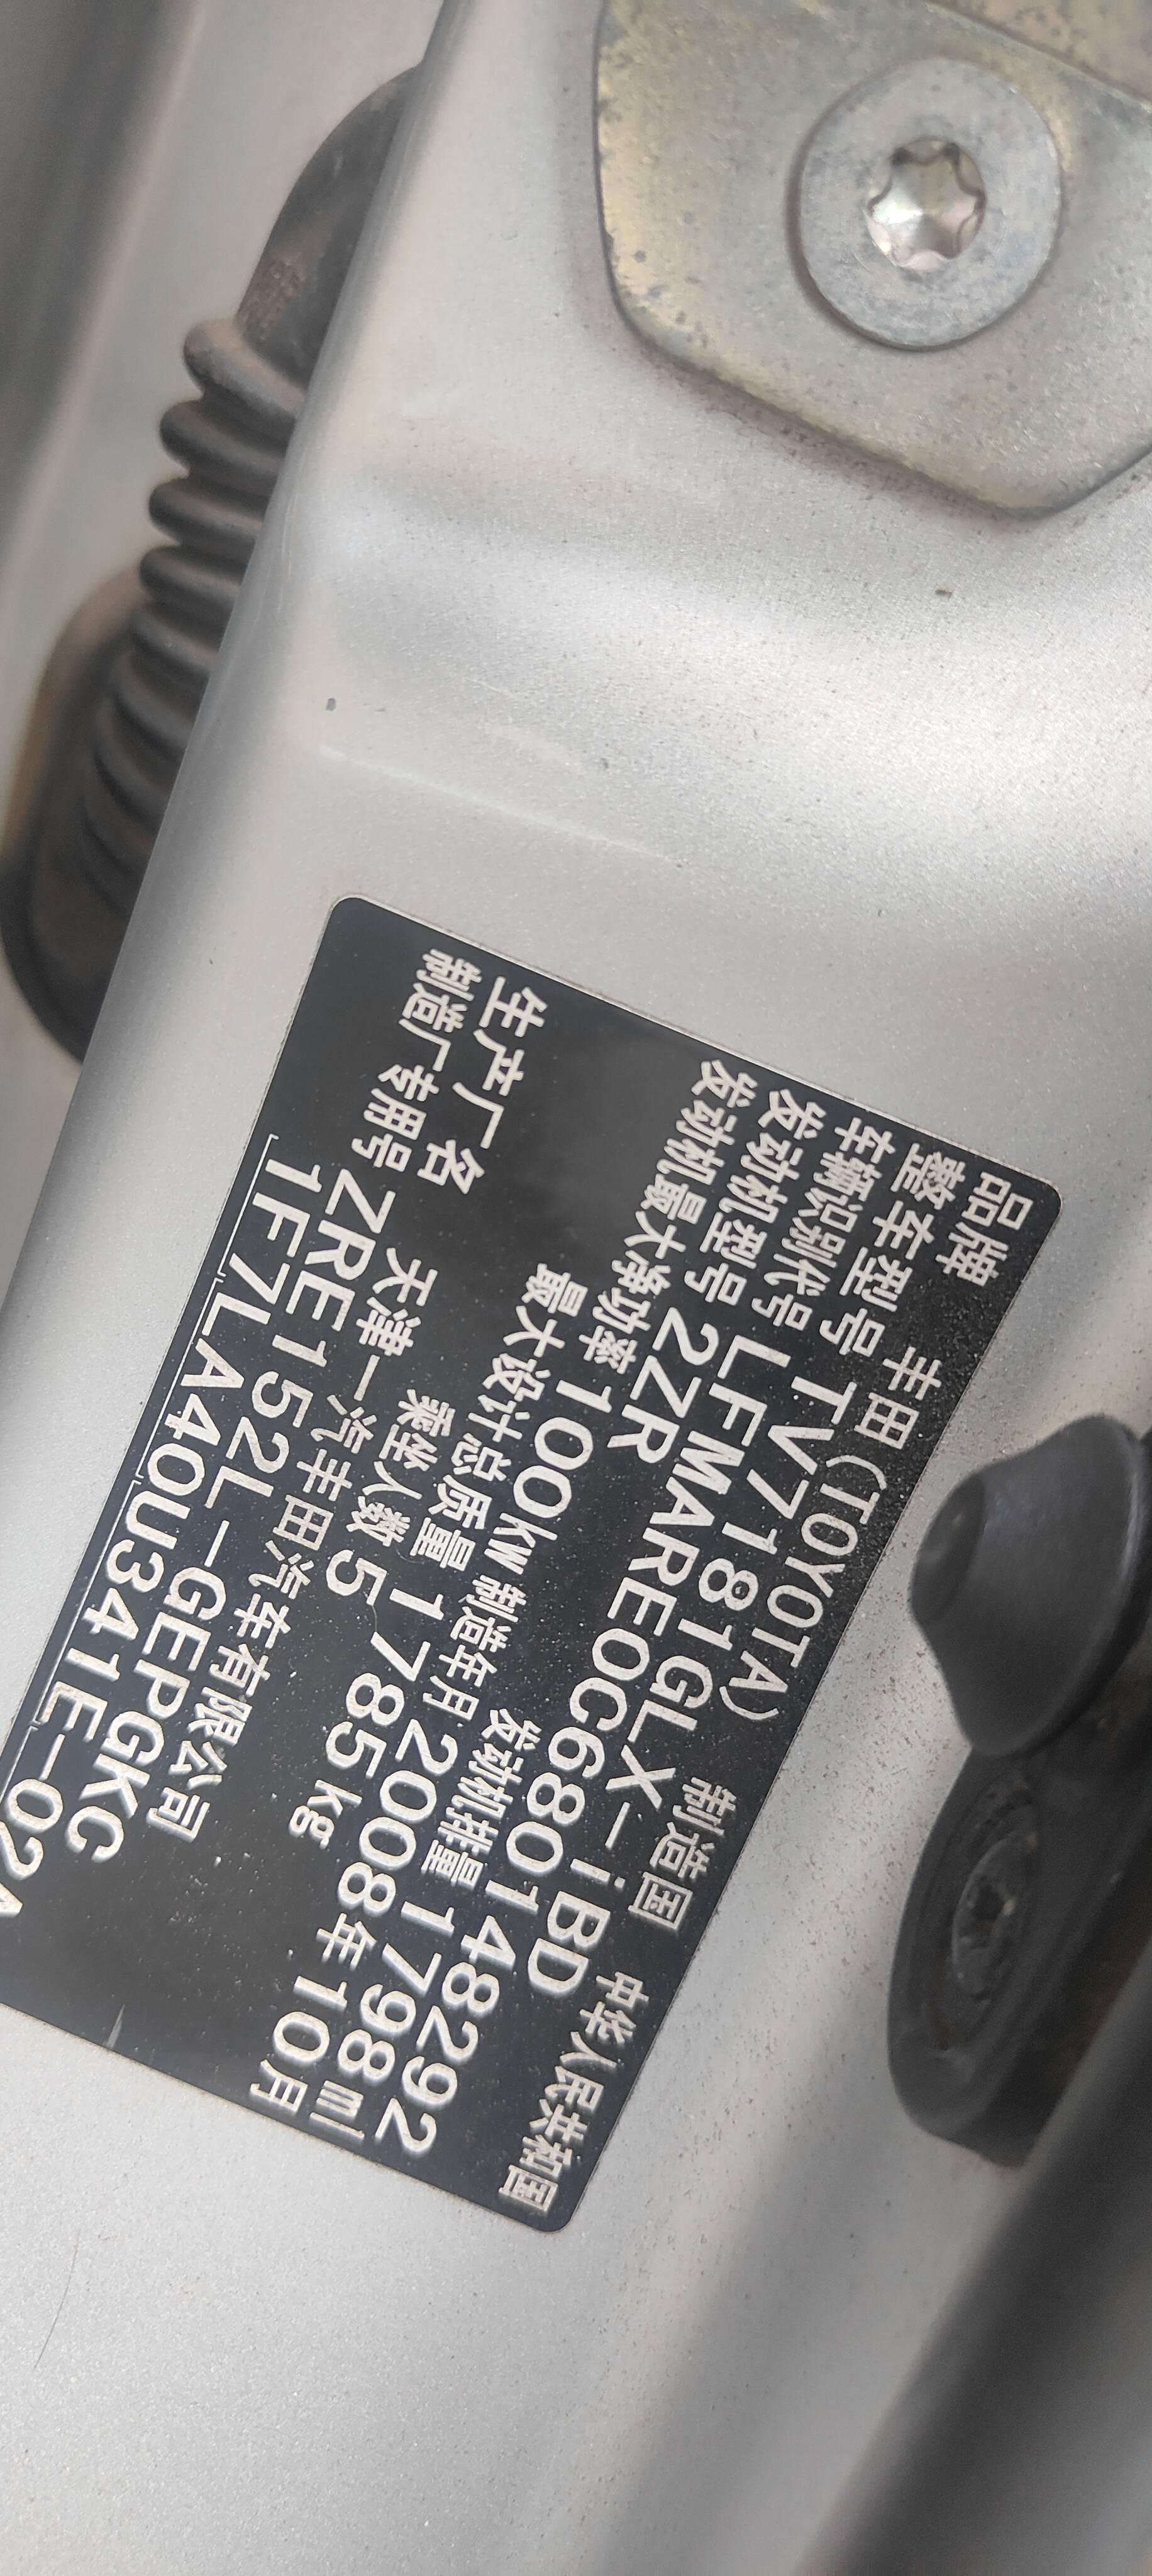 品牌 丰田(TOYOTA) 制造国 中华人民共和国
整车型号 TV7181GLX-iBD
车辆识别代号 LFMARE0C680148292
发动机型号 2ZR 发动机排量 1798ml
发动机最大净功率 100kW 制造年月 2008年10月
最大设计总质量 1785kg
乘坐人数 5
生产厂名 天津一汽丰田汽车有限公司
制造厂专用号 ZRE152L-GEPGKC
1F7LA40U341E-02A